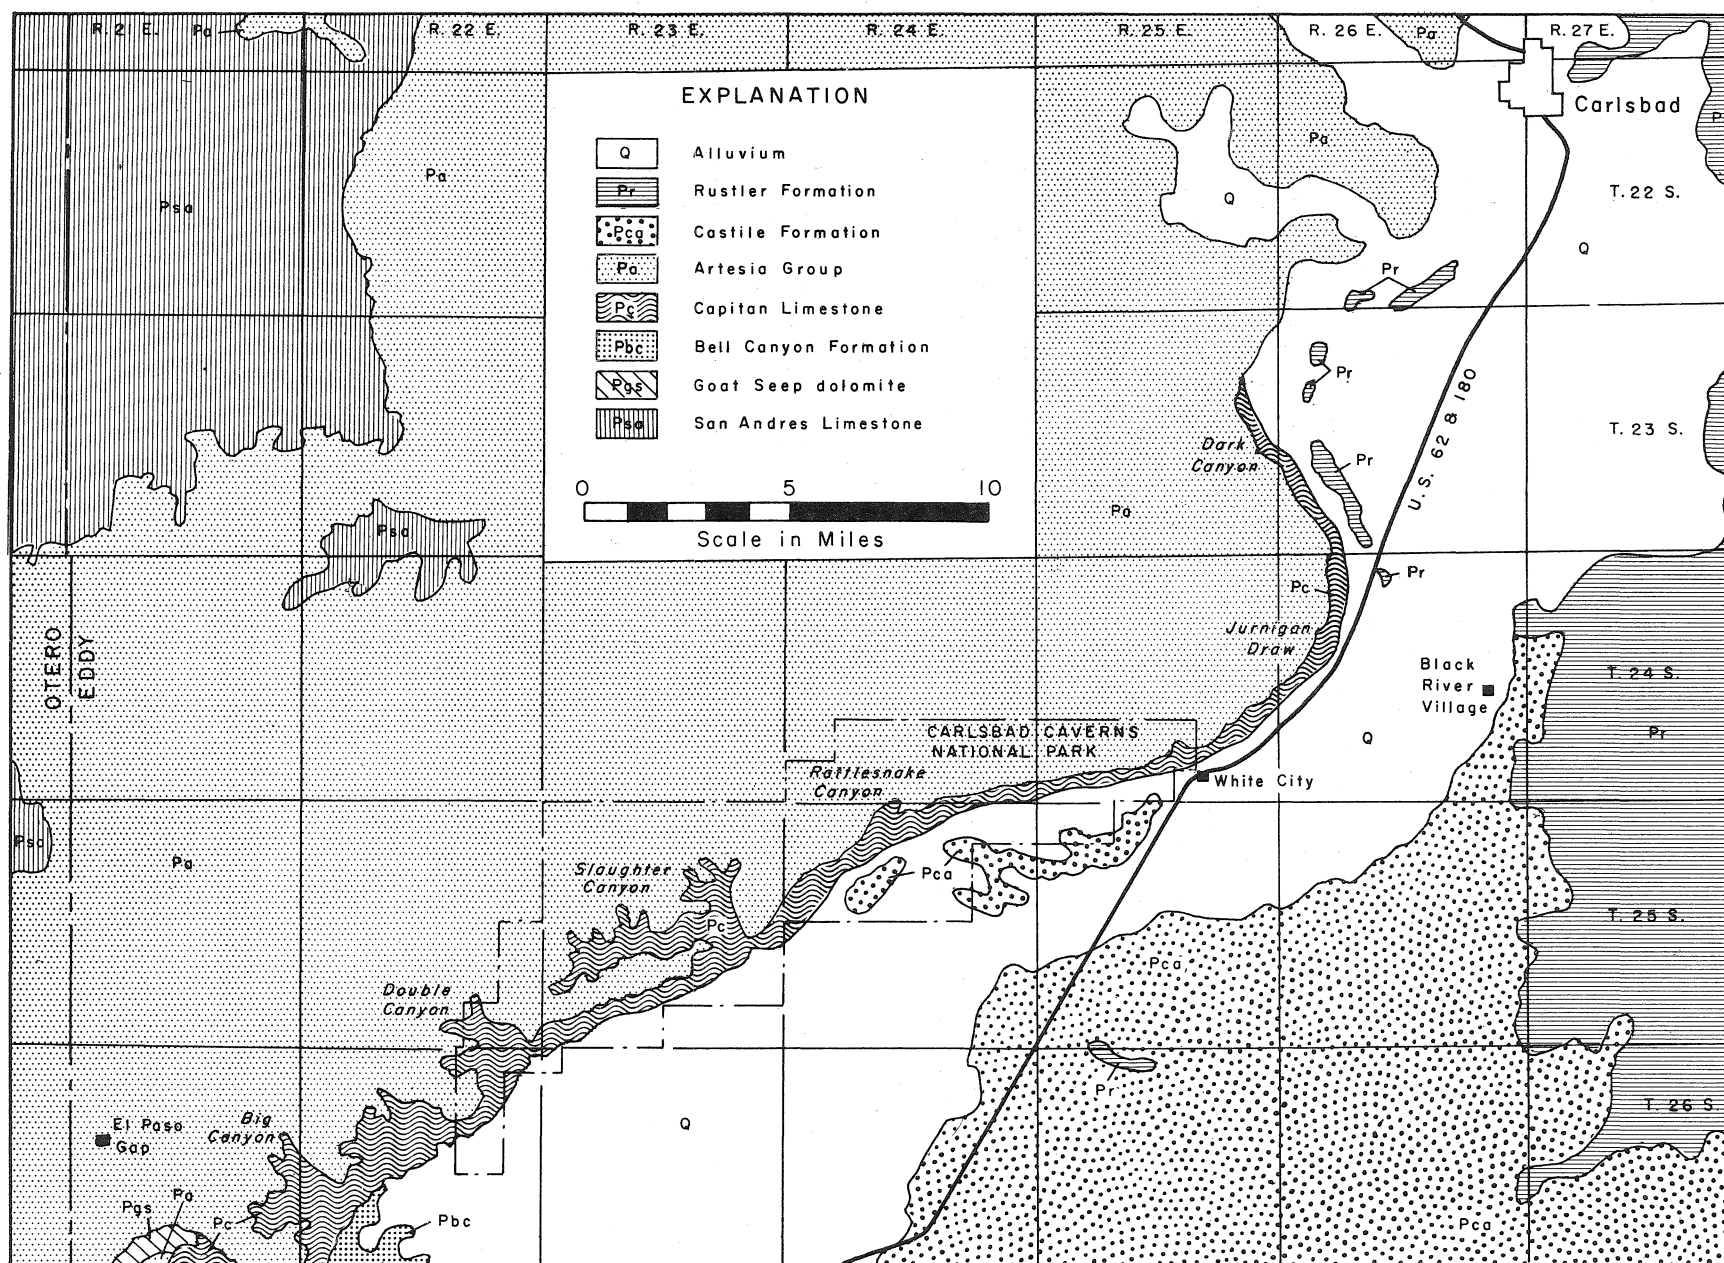 R. 21 E.
Pa
R. 22 E.
R. 23 E.
R. 24 E.
R. 25 E.
R. 26 E.
Pa
R. 27 E.
EXPLANATION
Q Alluvium
Pr Rustler Formation
Pca Castile Formation
Pa Artesia Group
Pc Capitan Limestone
Pbc Bell Canyon Formation
Pgs Goat Seep dolomite
Psa San Andres Limestone
0 5 10
Scale in Miles
Carlsbad
P
Pa
Pa
Psa
Q
T. 22 S.
Q
Pr
Pr
U.S. 62 & 180
T. 23 S.
Dark
Canyon
Pr
Pa
Psa
Pr
Pc
OTERO
EDDY
Jurnigan
Draw
Black
River
Village
T. 24 S.
Pr
Q
CARLSBAD CAVERNS
NATIONAL PARK
Rattlesnake
Canyon
White City
Psa
Pa
Slaughter
Canyon
Pca
Pc
T. 25 S.
Pca
Double
Canyon
Pr
T. 26 S
El Paso
Gap
Big
Canyon
Q
Pgs
Pa
Pc
Pbc
Pca